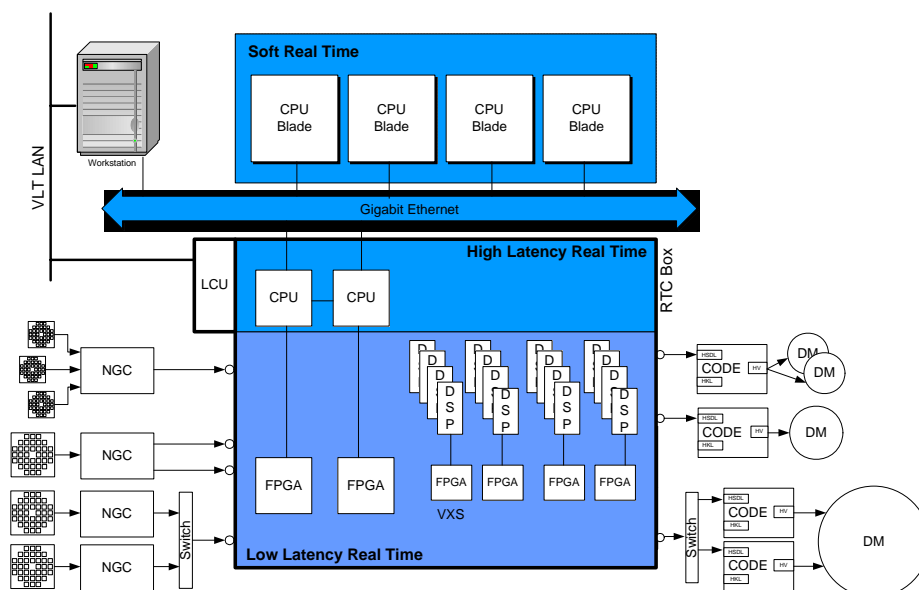 Soft Real Time
CPU
Blade
CPU
Blade
CPU
Blade
CPU
Blade
Workstation
VLT LAN
Gigabit Ethernet
LCU
High Latency Real Time
RTC Box
CPU
CPU
NGC
NGC
NGC
NGC
Switch
D
D
D
D
S
P
D
D
D
D
S
P
D
D
D
D
S
P
D
D
D
D
S
P
FPGA
FPGA
FPGA
FPGA
FPGA
FPGA
VXS
Low Latency Real Time
HSDL
CODE
HV
HKL
DM
DM
HSDL
CODE
HV
HKL
DM
Switch
HSDL
CODE
HV
HKL
HSDL
CODE
HV
HKL
DM